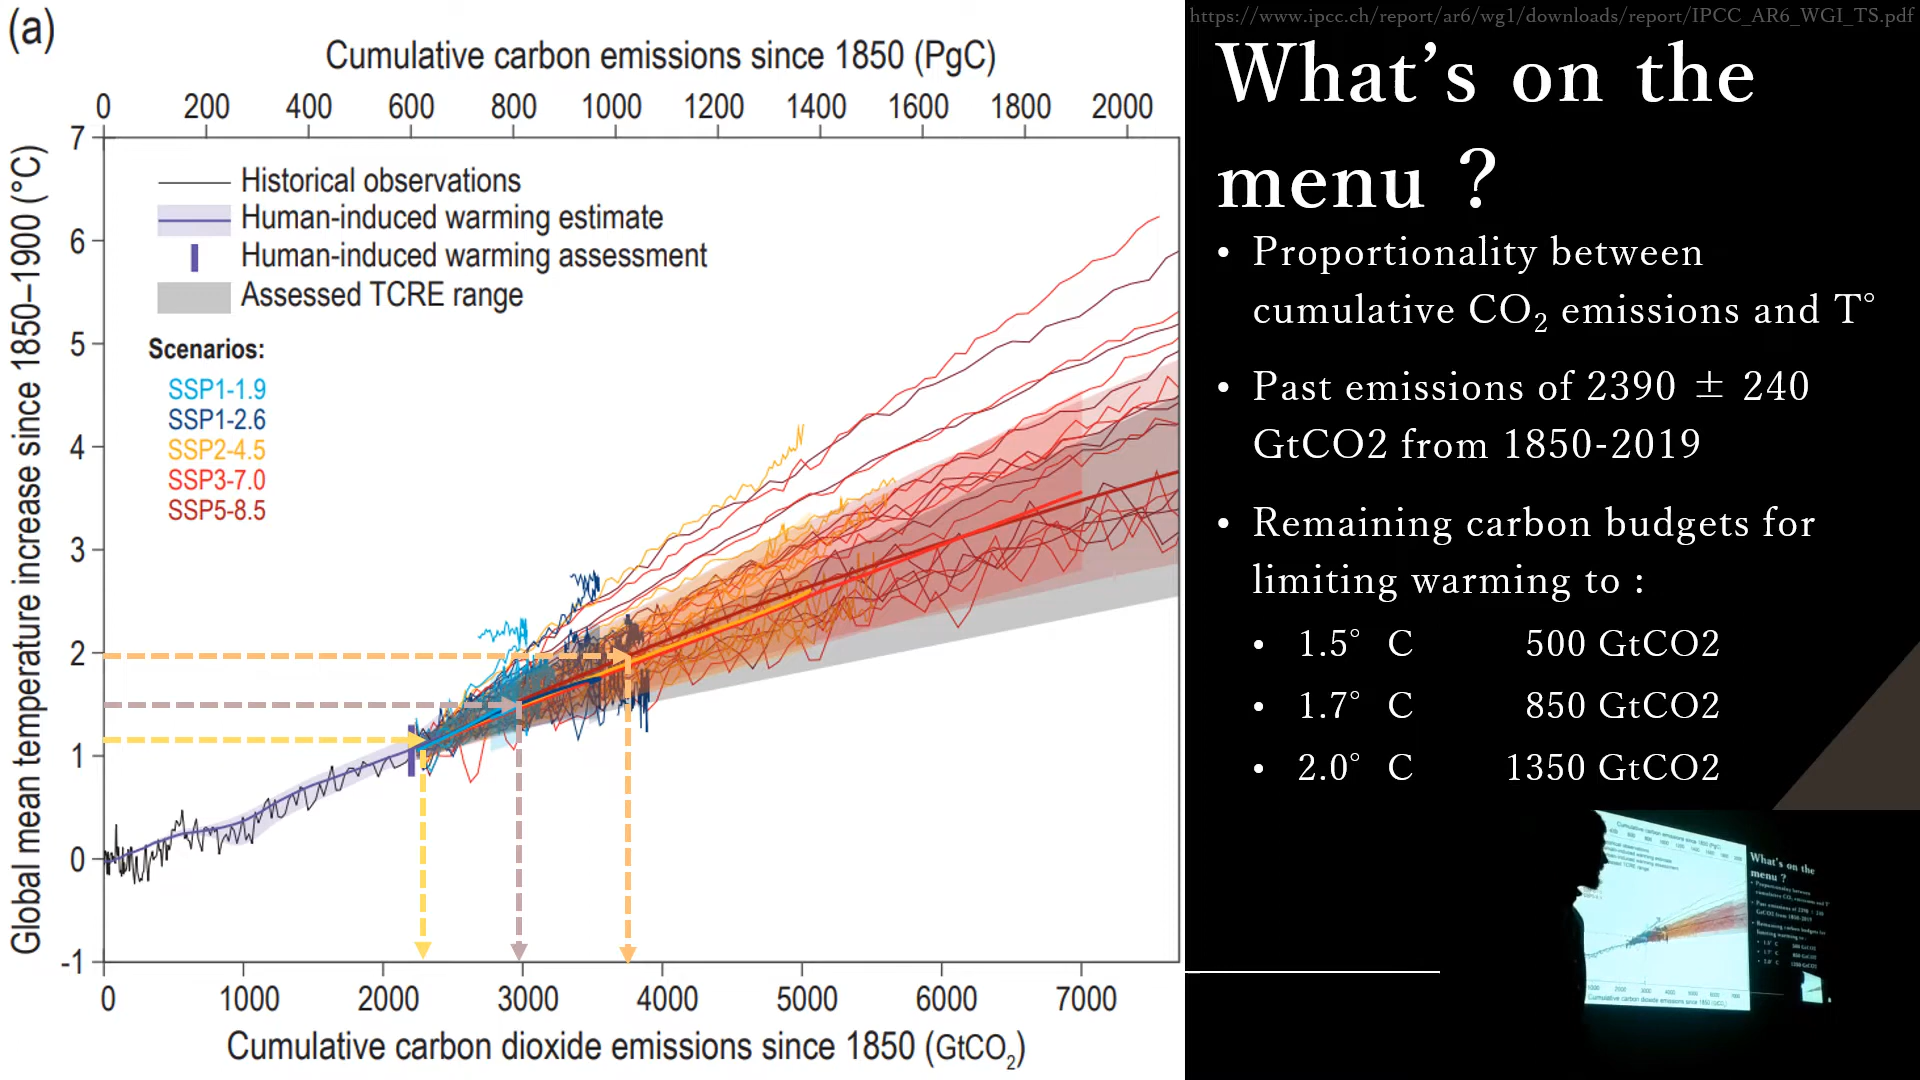 (a)
Cumulative carbon emissions since 1850 (PgC)
0 200 400 600 800 1000 1200 1400 1600 1800 2000
7
6
5
4
3
2
1
0
-1
Global mean temperature increase since 1850–1900 (°C)
Historical observations
Human-induced warming estimate
Human-induced warming assessment
Assessed TCRE range
Scenarios:
SSP1-1.9
SSP1-2.6
SSP2-4.5
SSP3-7.0
SSP5-8.5
0 1000 2000 3000 4000 5000 6000 7000
Cumulative carbon dioxide emissions since 1850 (GtCO₂)
https://www.ipcc.ch/report/ar6/wg1/downloads/report/IPCC_AR6_WGI_TS.pdf
What's on the
menu ?
• Proportionality between
cumulative CO₂ emissions and T°
• Past emissions of 2390 ± 240
GtCO2 from 1850-2019
• Remaining carbon budgets for
limiting warming to :
• 1.5° C 500 GtCO2
• 1.7° C 850 GtCO2
• 2.0° C 1350 GtCO2
What's on the
menu ?